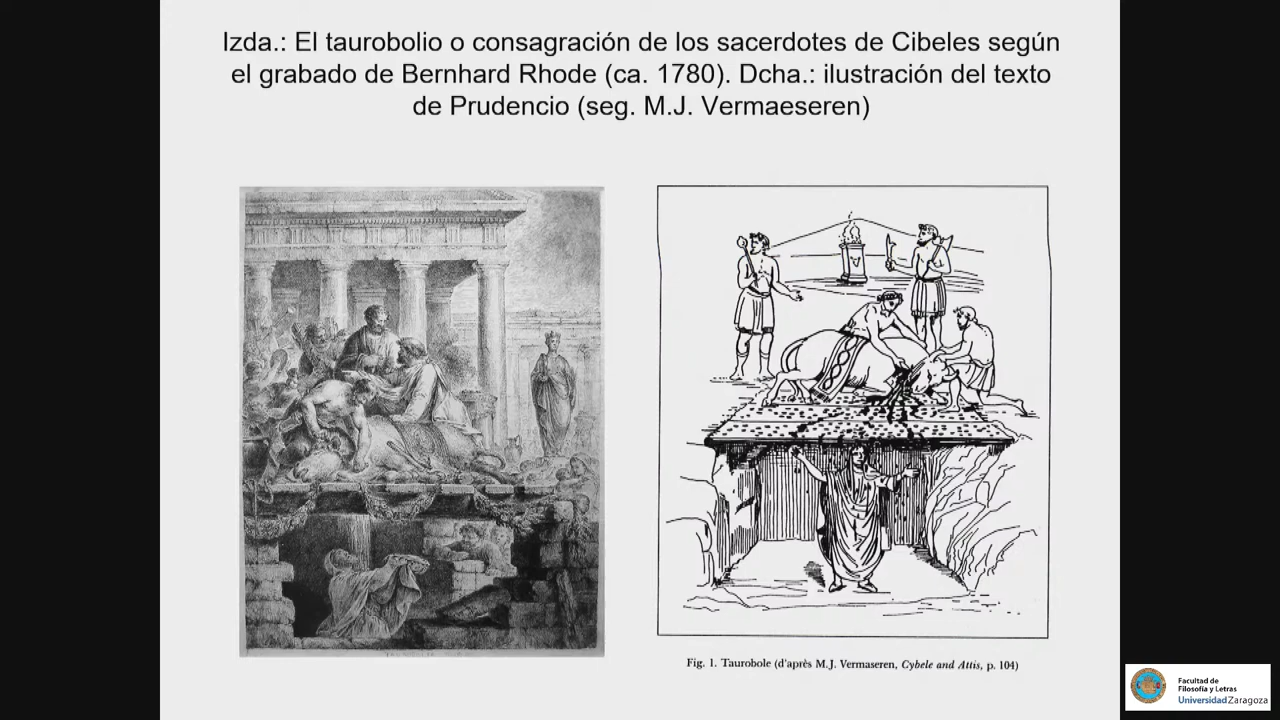 Izda.: El taurobolio o consagración de los sacerdotes de Cibeles según
el grabado de Bernhard Rhode (ca. 1780). Dcha.: ilustración del texto
de Prudencio (seg. M.J. Vermaeseren)
Fig. 1. Taurobole (d'après M.J. Vermaseren, Cybele and Attis, p. 104)
Facultad de
Filosofía y Letras
Universidad Zaragoza